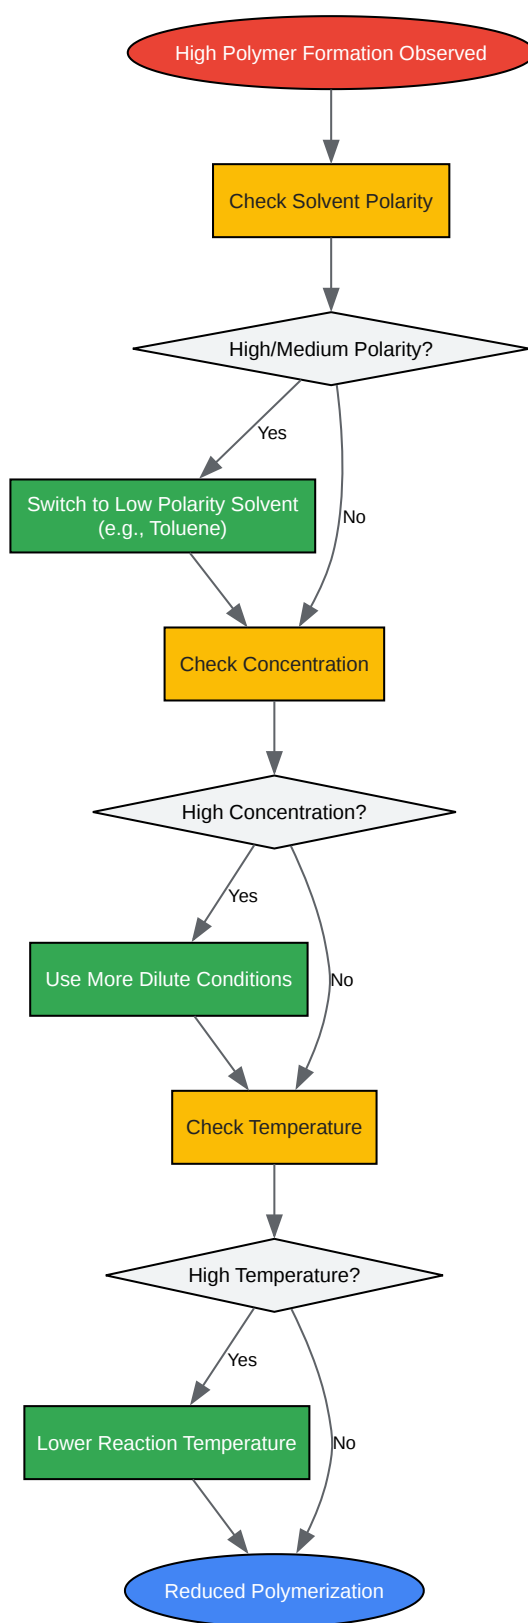 High Polymer Formation Observed
Check Solvent Polarity
High/Medium Polarity?
Yes
Switch to Low Polarity Solvent
(e.g., Toluene)
No
Check Concentration
High Concentration?
Yes
Use More Dilute Conditions
No
Check Temperature
High Temperature?
Yes
Lower Reaction Temperature
No
Reduced Polymerization